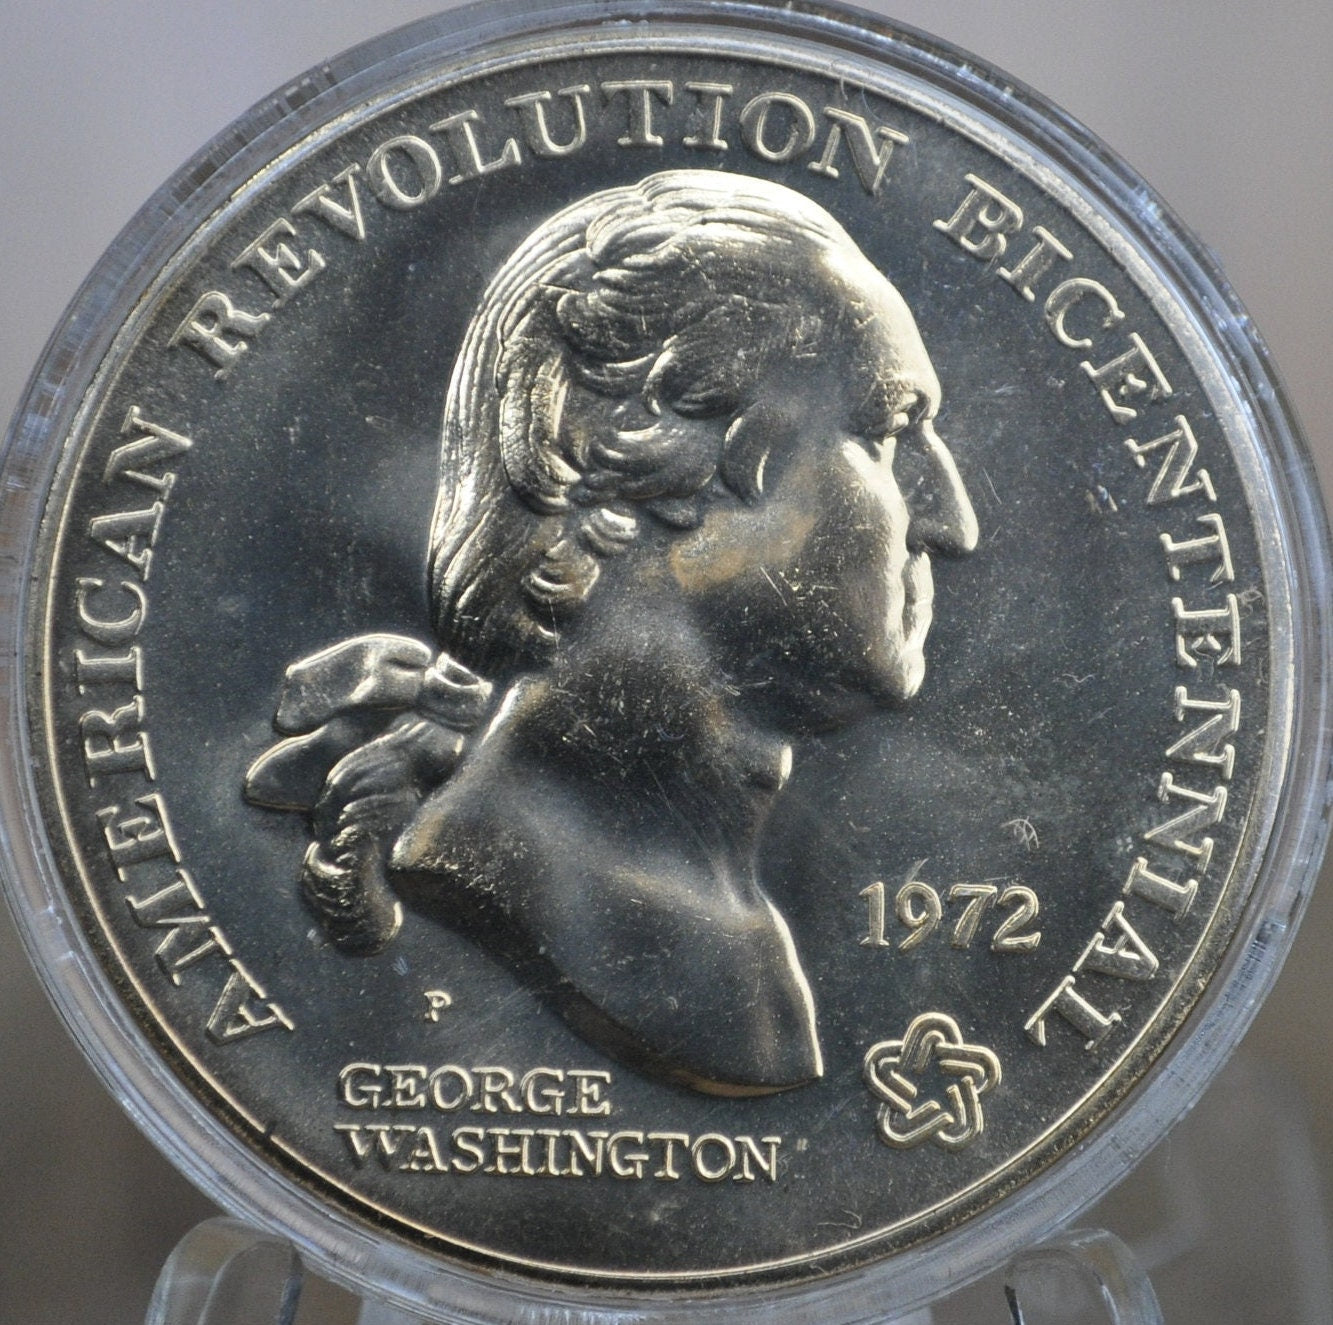 AMERICAN REVOLUTION BICENTENNIAL
1972
P
GEORGE
WASHINGTON